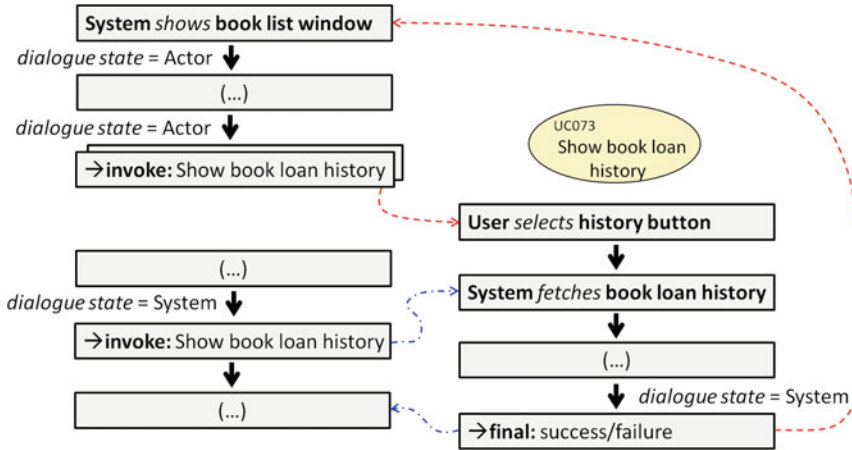 System shows book list window
dialogue state = Actor
(...)
dialogue state = Actor
→invoke: Show book loan history
(...)
dialogue state = System
→invoke: Show book loan history
(...)
UC073
Show book loan
history
User selects history button
System fetches book loan history
(...)
dialogue state = System
→final: success/failure